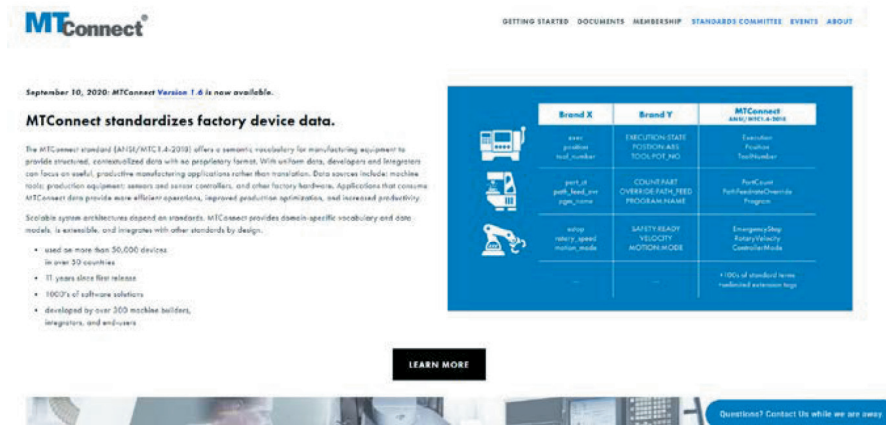 MTConnect®
GETTING STARTED DOCUMENTS MEMBERSHIP STANDARDS COMMITTEE EVENTS ABOUT
September 10, 2020: MTConnect Version 1.6 is now available.
MTConnect standardizes factory device data.
The MTConnect standard (ANSI/MTC1.4-2018) offers a semantic vocabulary for manufacturing equipment to
provide structured, contextualized data with no proprietary format. With uniform data, developers and integrators
can focus on useful, productive manufacturing applications rather than translation. Data sources include: machine
tools; production equipment; sensors and sensor controllers, and other factory hardware. Applications that consume
MTConnect data provide more efficient operations, improved production optimization, and increased productivity.
Scalable system architectures depend on standards. MTConnect provides domain-specific vocabulary and data
models, is extensible, and integrates with other standards by design.
• used on more than 50,000 devices
in over 50 countries
• 11 years since first release
• 1000's of software solutions
• developed by over 300 machine builders,
integrators, and end-users
Brand X Brand Y MTConnect
ANSI/MTC1.4-2018
exec EXECUTION:STATE Execution
position POSTION:ABS Position
tool_number TOOL:POT_NO ToolNumber
part_ct COUNT:PART PartCount
path_feed_ovr OVERRIDE:PATH_FEED PathFeedrateOverride
pgm_name PROGRAM:NAME Program
estop SAFETY:READY EmergencyStop
rotary_speed VELOCITY RotaryVelocity
motion_mode MOTION:MODE ControllerMode
... ... +100s of standard terms
+unlimited extension tags
LEARN MORE
Questions? Contact Us while we are away